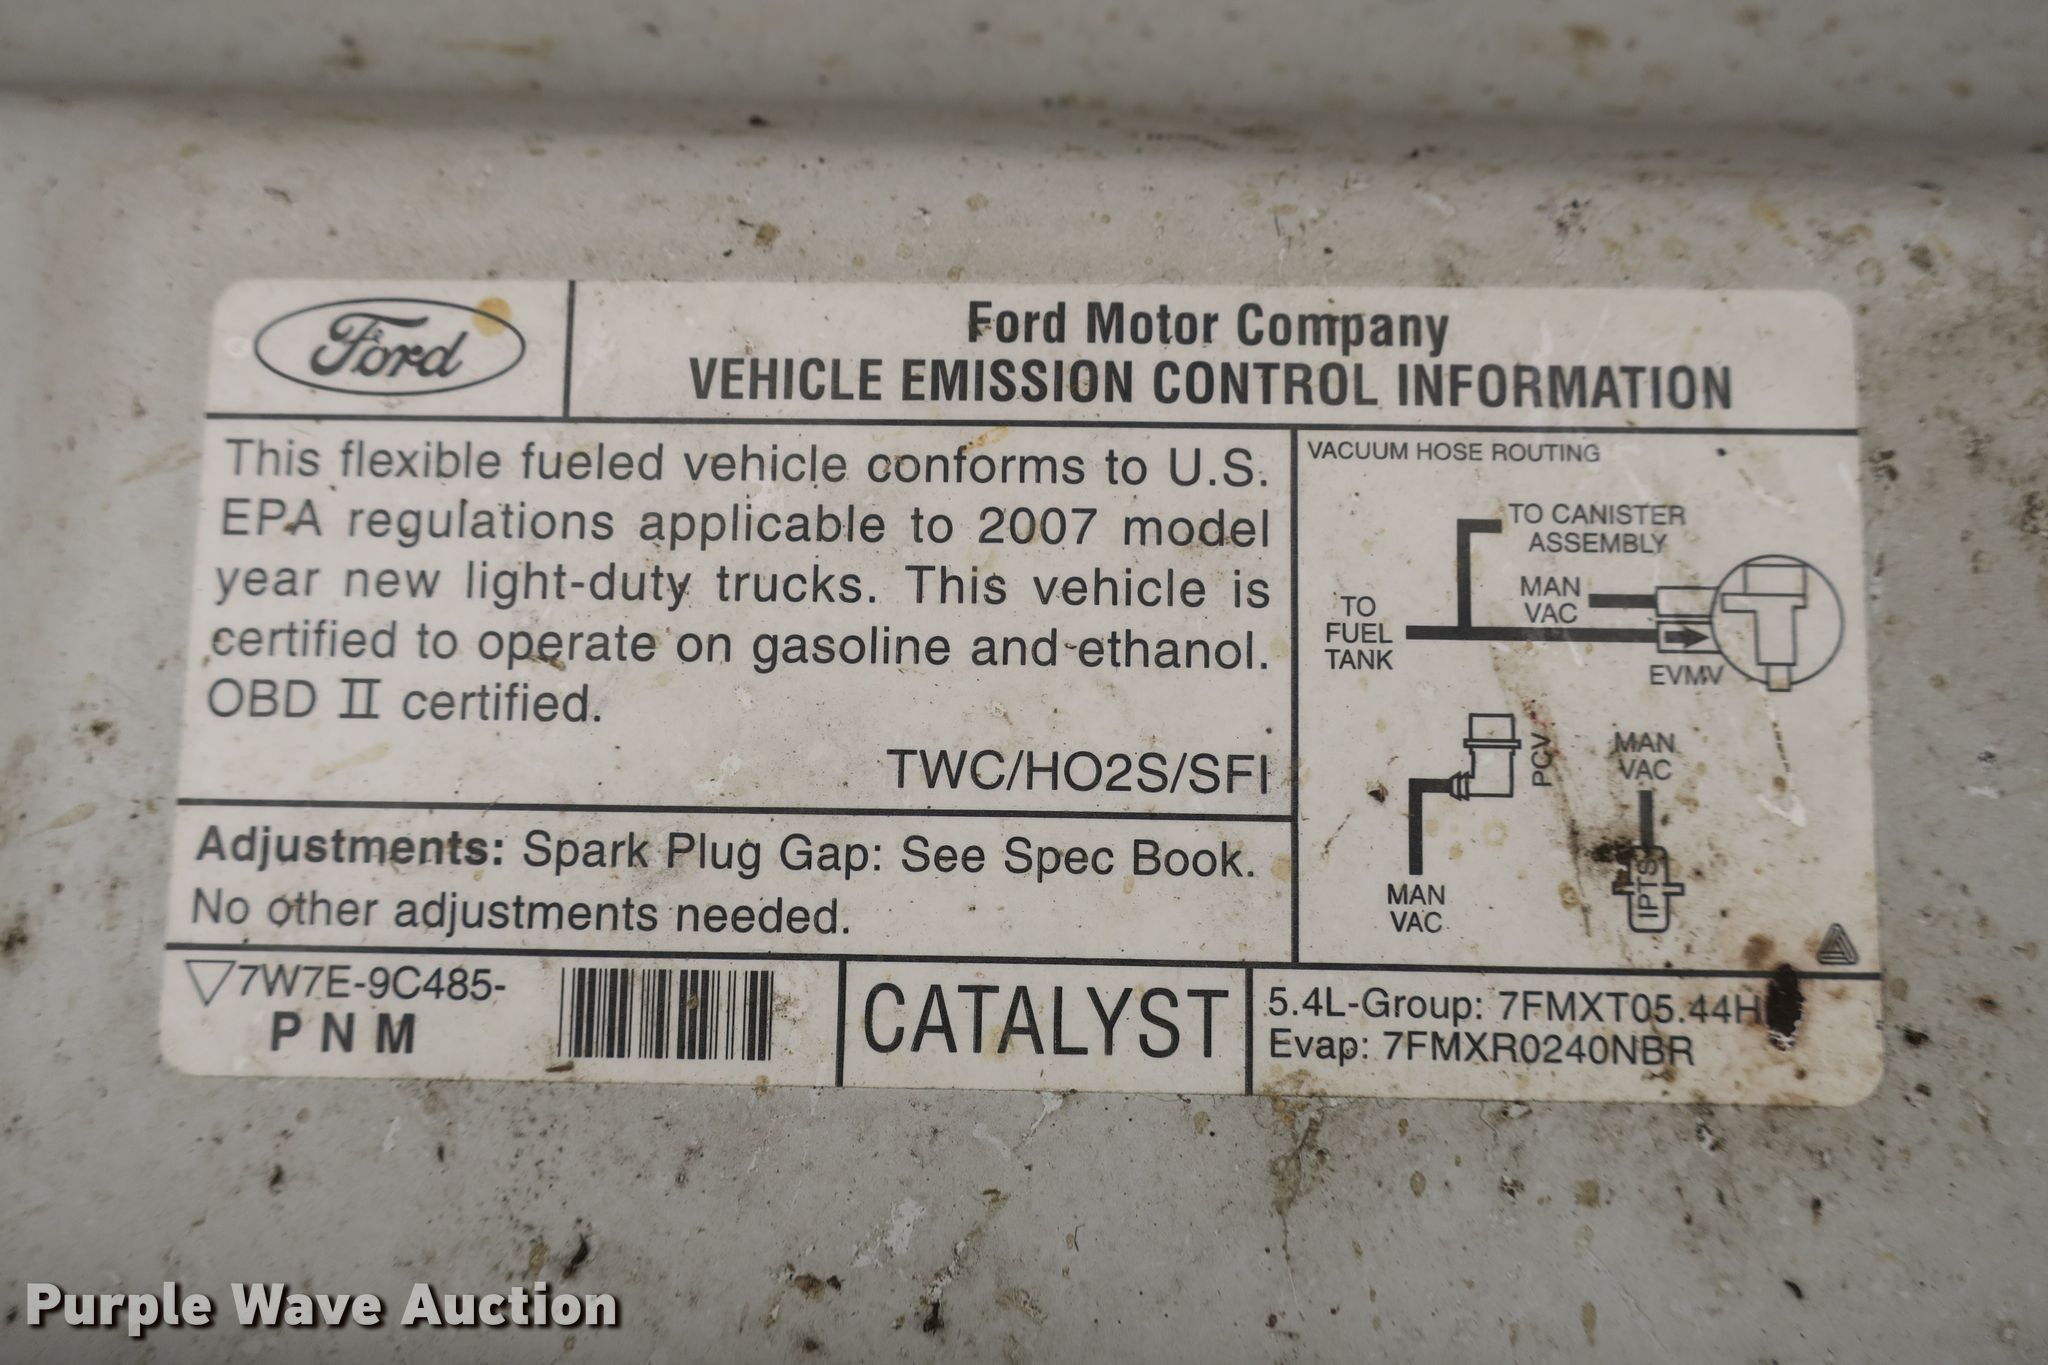 Ford
Ford Motor Company
VEHICLE EMISSION CONTROL INFORMATION
This flexible fueled vehicle conforms to U.S.
EPA regulations applicable to 2007 model
year new light-duty trucks. This vehicle is
certified to operate on gasoline and ethanol.
OBD II certified.
TWC/HO2S/SFI
Adjustments: Spark Plug Gap: See Spec Book.
No other adjustments needed.
VACUUM HOSE ROUTING
TO CANISTER
ASSEMBLY
MAN
VAC
TO
FUEL
TANK
EVMV
PCV
MAN
VAC
MAN
VAC
IPTS
7W7E-9C485-
PNM
CATALYST
5.4L-Group:
Evap: 7FMXR0240NBR
Purple Wave Auction